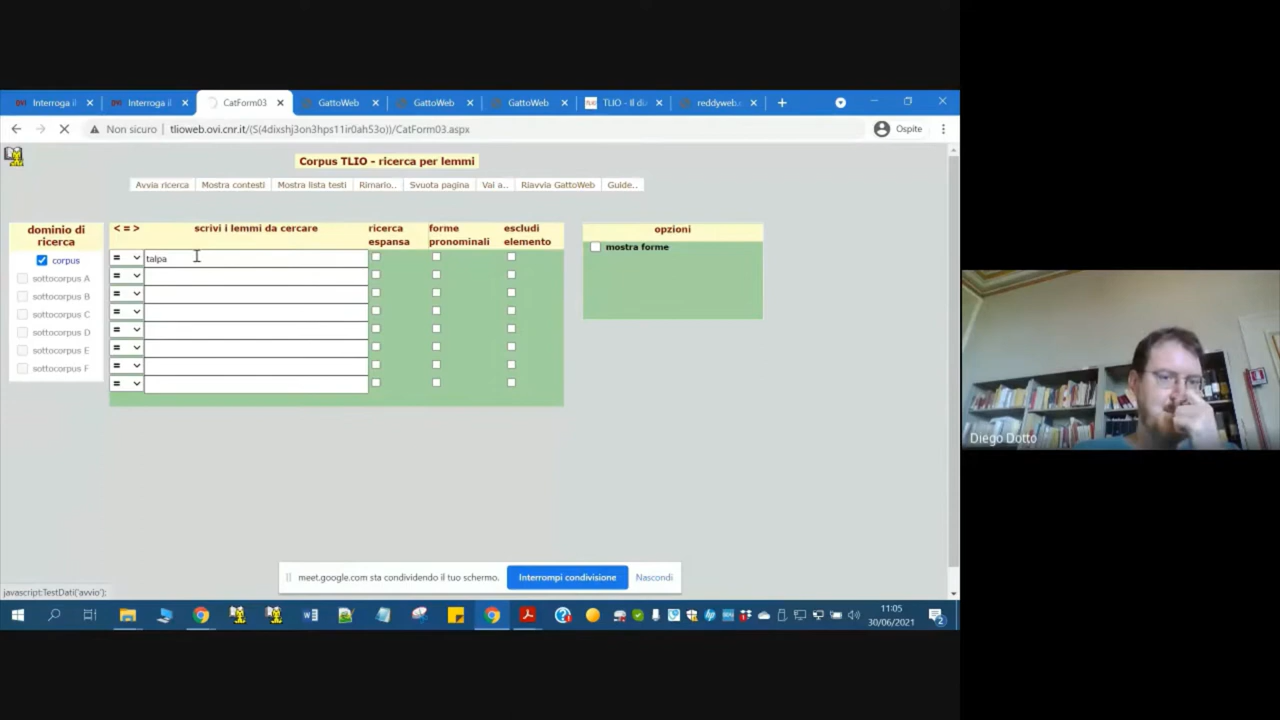 Interroga il
Interroga il
CatForm03
GattoWeb
GattoWeb
GattoWeb
TLIO - Il di
reddyweb.
Non sicuro | tlioweb.ovi.cnr.it/(S(4dixshj3on3hps11ir0ah53o))/CatForm03.aspx
Ospite
Corpus TLIO - ricerca per lemmi
Avvia ricerca
Mostra contesti
Mostra lista testi
Rimario..
Svuota pagina
Vai a..
Riavvia GattoWeb
Guide..
dominio di
ricerca
corpus
sottocorpus A
sottocorpus B
sottocorpus C
sottocorpus D
sottocorpus E
sottocorpus F
< = >
scrivi i lemmi da cercare
ricerca
espansa
forme
pronominali
escludi
elemento
= talpa
=
=
=
=
=
=
=
opzioni
mostra forme
Diego Dotto
meet.google.com sta condividendo il tuo schermo.
Interrompi condivisione
Nascondi
javascript:TestDati('avvio');
11:05
30/06/2021
2